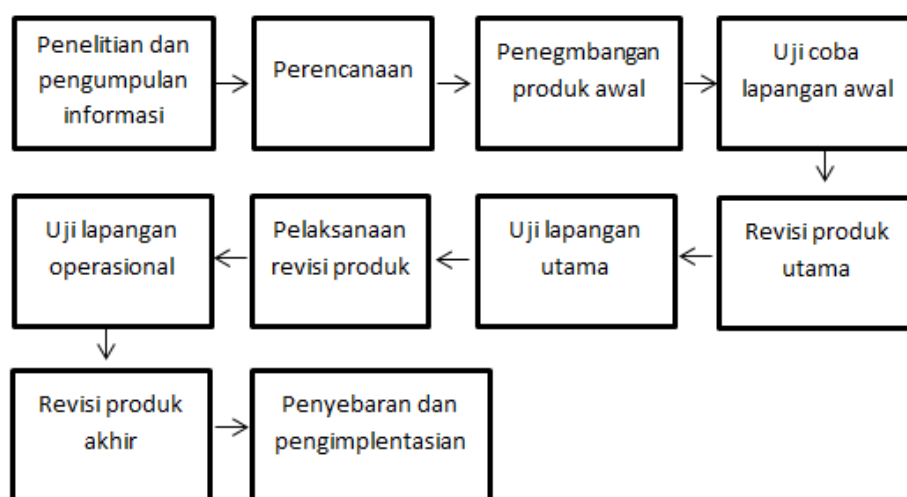 Penelitian dan
pengumpulan
informasi
Perencanaan
Penegmbangan
produk awal
Uji coba
lapangan awal
Revisi produk
utama
Uji lapangan
utama
Pelaksanaan
revisi produk
Uji lapangan
operasional
Revisi produk
akhir
Penyebaran dan
pengimplentasian